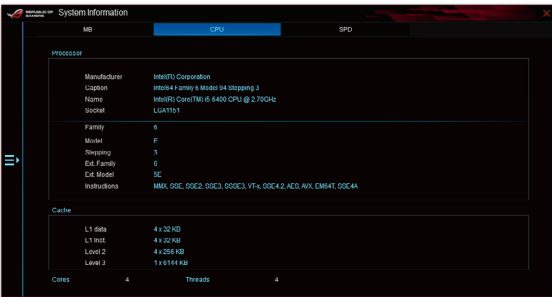 REPUBLIC OF GAMERS System Information
MB CPU SPD
Processor
Manufacturer Intel(R) Corporation
Caption Intel64 Family 6 Model 94 Stepping 3
Name Intel(R) Core(TM) i5-6400 CPU @ 2.70GHz
Socket LGA1151
Family 6
Model E
Stepping 3
Ext. Family 6
Ext. Model 5E
Instructions MMX, SSE, SSE2, SSE3, SSSE3, VT-x, SSE4.2, AES, AVX, EM64T, SSE4A
Cache
L1 data 4 x 32 KB
L1 Inst. 4 x 32 KB
Level 2 4 x 256 KB
Level 3 1 x 6144 KB
Cores 4 Threads 4